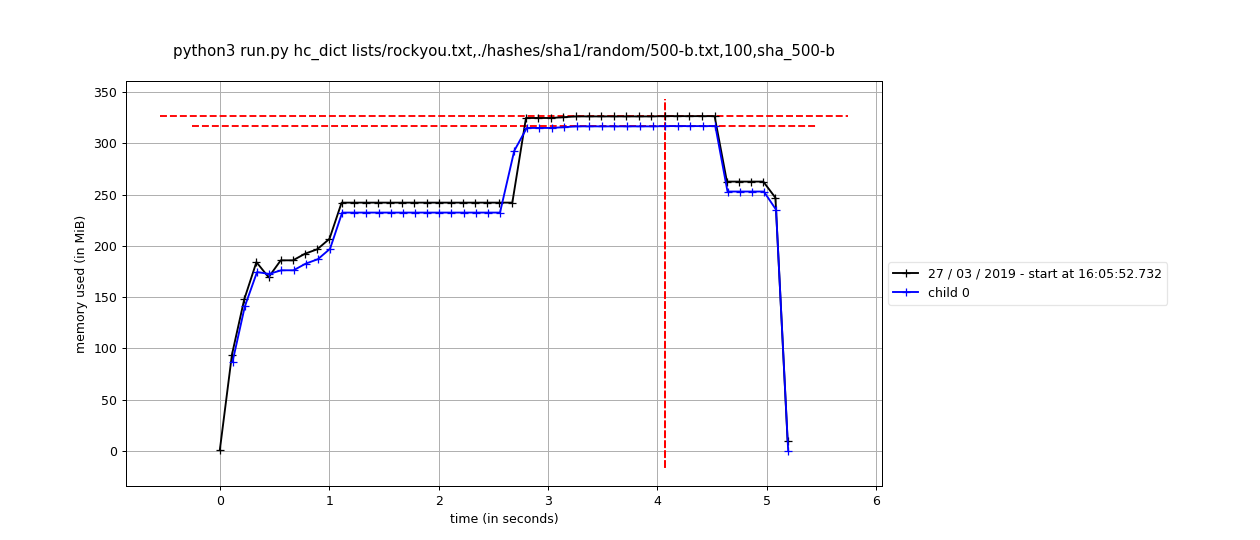 python3 run.py hc_dict lists/rockyou.txt,./hashes/sha1/random/500-b.txt,100,sha_500-b
350
300
250
200
150
100
50
0
memory used (in MiB)
0 1 2 3 4 5 6
time (in seconds)
27 / 03 / 2019 - start at 16:05:52.732
child 0